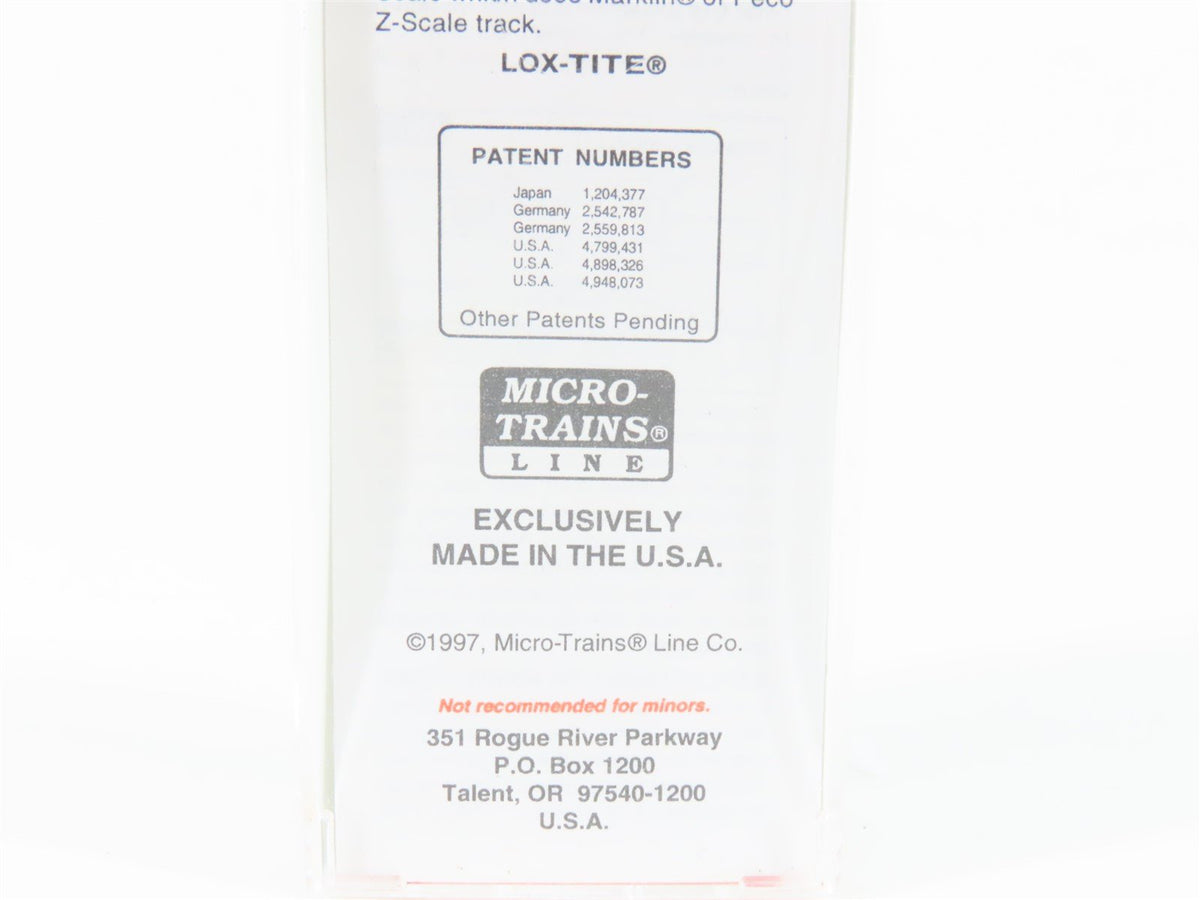 Z-Scale track.
LOX-TITE®
PATENT NUMBERS
Japan 1,204,377
Germany 2,542,787
Germany 2,559,813
U.S.A. 4,799,431
U.S.A. 4,898,326
U.S.A. 4,948,073
Other Patents Pending
MICRO-
TRAINS®
LINE
EXCLUSIVELY
MADE IN THE U.S.A.
©1997, Micro-Trains® Line Co.
Not recommended for minors.
351 Rogue River Parkway
P.O. Box 1200
Talent, OR 97540-1200
U.S.A.